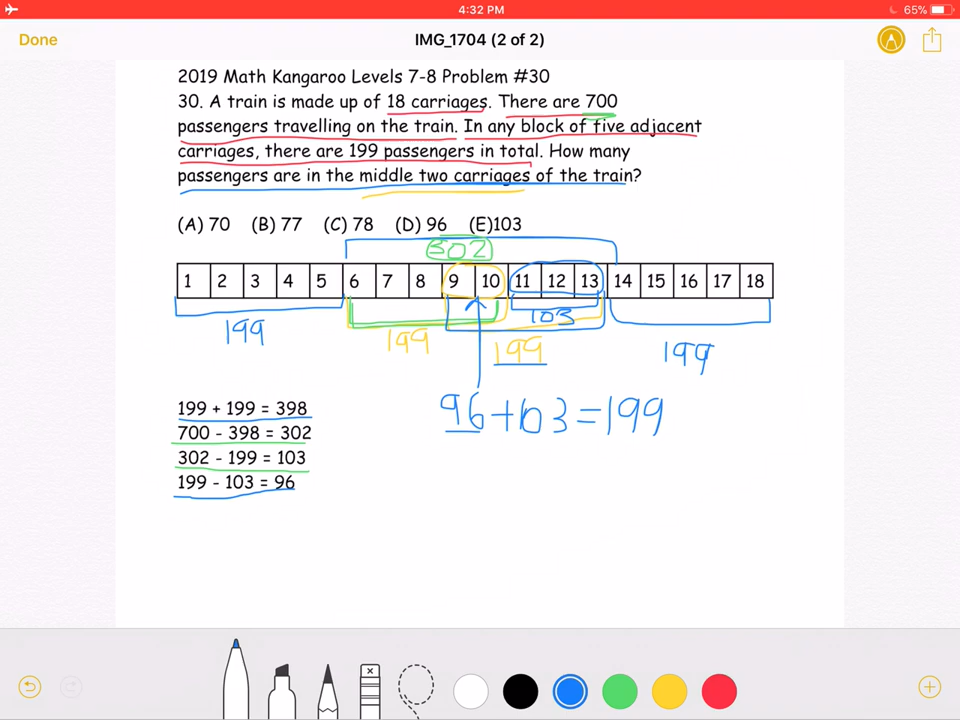 4:32 PM
65%
Done
IMG_1704 (2 of 2)
2019 Math Kangaroo Levels 7-8 Problem #30
30. A train is made up of 18 carriages. There are 700
passengers travelling on the train. In any block of five adjacent
carriages, there are 199 passengers in total. How many
passengers are in the middle two carriages of the train?
(A) 70 (B) 77 (C) 78 (D) 96 (E)103
302
1 2 3 4 5 6 7 8 9 10 11 12 13 14 15 16 17 18
103
199 199 199 199
96+103=199
199 + 199 = 398
700 - 398 = 302
302 - 199 = 103
199 - 103 = 96